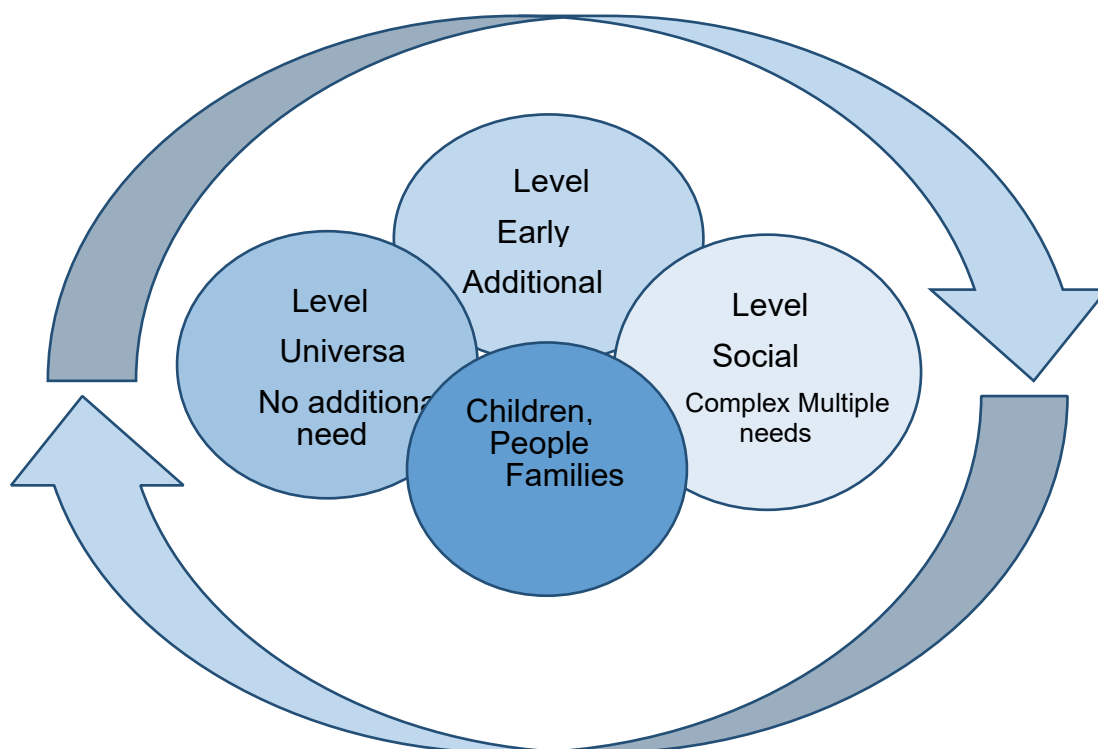 Level
Early
Additional
Level
Universa
No additiona
need
Level
Social
Complex Multiple
needs
Children,
People
Families